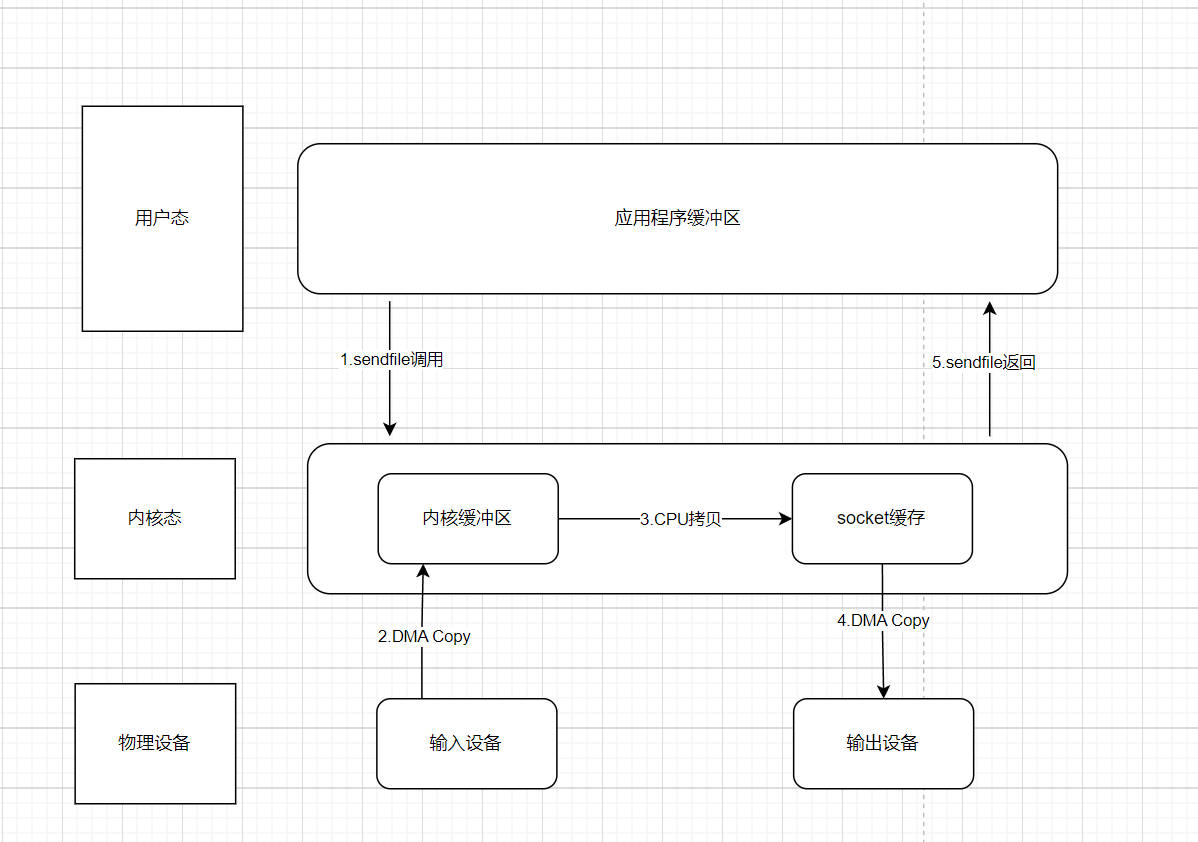 用户态
应用程序缓冲区
1.sendfile调用
5.sendfile返回
内核态
内核缓冲区
3.CPU拷贝
socket缓存
2.DMA Copy
4.DMA Copy
物理设备
输入设备
输出设备